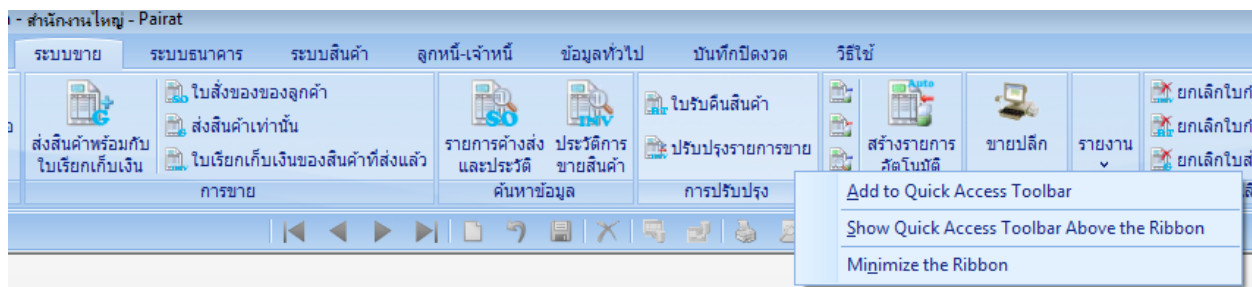 - สำนักงานใหญ่ - Pairat
ระบบขาย ระบบธนาคาร ระบบสินค้า ลูกหนี้-เจ้าหนี้ ข้อมูลทั่วไป บันทึกปิดงวด วิธีใช้
ส่งสินค้าพร้อมกับ
ใบเรียกเก็บเงิน
ใบสั่งของของลูกค้า
ส่งสินค้าเท่านั้น
ใบเรียกเก็บเงินของสินค้าที่ส่งแล้ว
การขาย
SO
รายการค้างส่ง
และประวัติ
INV
ประวัติการ
ขายสินค้า
ค้นหาข้อมูล
ใบรับคืนสินค้า
ปรับปรุงรายการขาย
การปรับปรุง
Auto
สร้างรายการ
อัตโนมัติ
ขายปลีก
รายงาน
ยกเลิกใบกำ
ยกเลิกใบกำ
ยกเลิกใบส่
Add to Quick Access Toolbar
Show Quick Access Toolbar Above the Ribbon
Minimize the Ribbon